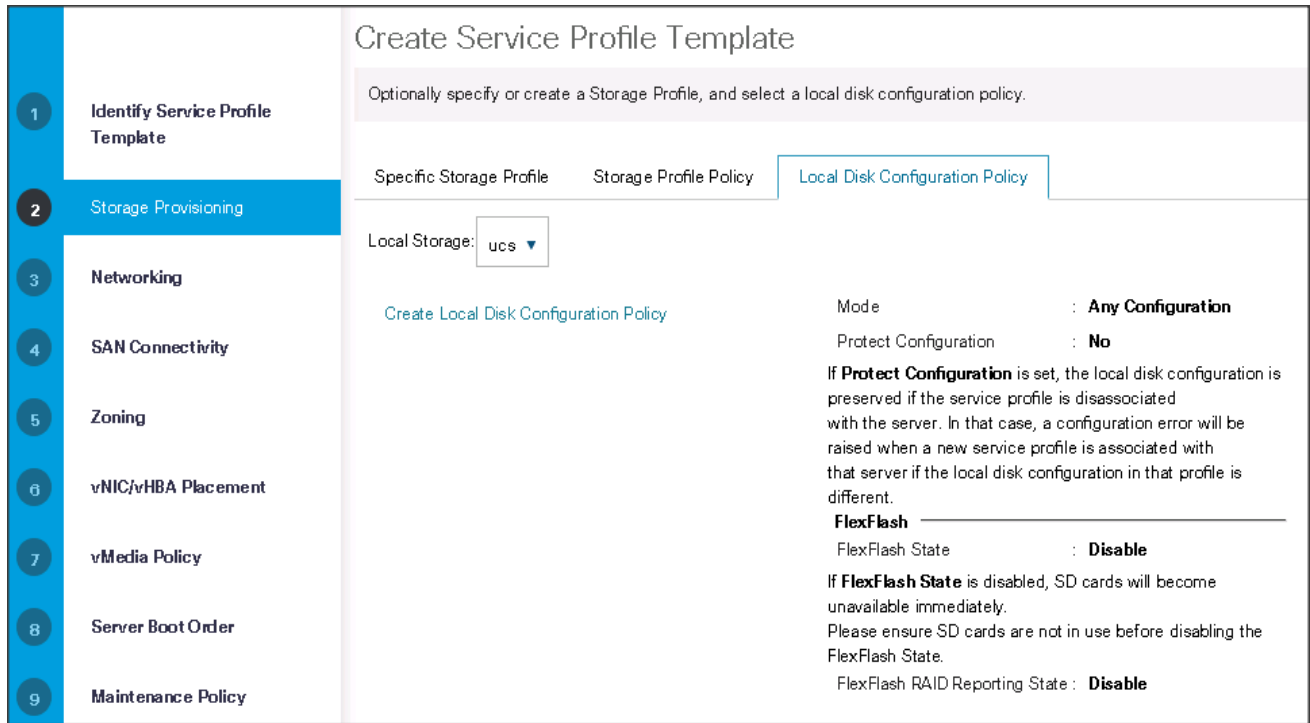 Create Service Profile Template
Optionally specify or create a Storage Profile, and select a local disk configuration policy.
1 Identify Service Profile
Template
2 Storage Provisioning
3 Networking
4 SAN Connectivity
5 Zoning
6 vNIC/vHBA Placement
7 vMedia Policy
8 Server Boot Order
9 Maintenance Policy
Specific Storage Profile Storage Profile Policy Local Disk Configuration Policy
Local Storage: ucs ▼
Create Local Disk Configuration Policy
Mode : Any Configuration
Protect Configuration : No
If Protect Configuration is set, the local disk configuration is
preserved if the service profile is disassociated
with the server. In that case, a configuration error will be
raised when a new service profile is associated with
that server if the local disk configuration in that profile is
different.
FlexFlash
FlexFlash State : Disable
If FlexFlash State is disabled, SD cards will become
unavailable immediately.
Please ensure SD cards are not in use before disabling the
FlexFlash State.
FlexFlash RAID Reporting State : Disable